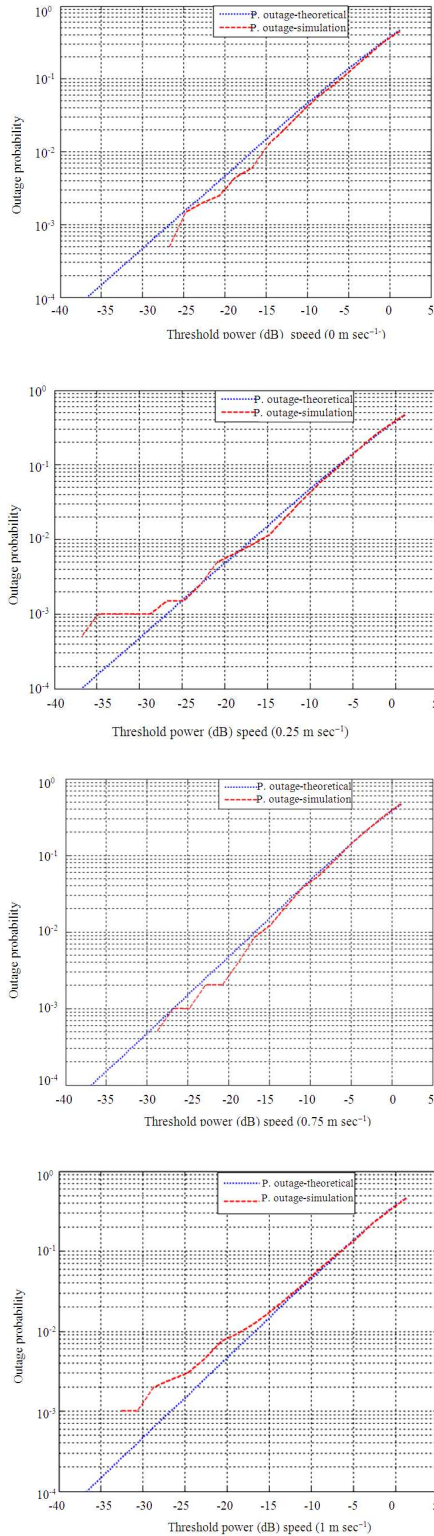 10^0
P. outage-theoretical
P. outage-simulation
10^-1
Outage probability
10^-2
10^-3
10^-4
-40 -35 -30 -25 -20 -15 -10 -5 0 5
Threshold power (dB) speed (0 m sec^-1)
10^0
P. outage-theoretical
P. outage-simulation
10^-1
Outage probability
10^-2
10^-3
10^-4
-40 -35 -30 -25 -20 -15 -10 -5 0 5
Threshold power (dB) speed (0.25 m sec^-1)
10^0
P. outage-theoretical
P. outage-simulation
10^-1
Outage probability
10^-2
10^-3
10^-4
-40 -35 -30 -25 -20 -15 -10 -5 0 5
Threshold power (dB) speed (0.75 m sec^-1)
10^0
P. outage-theoretical
P. outage-simulation
10^-1
Outage probability
10^-2
10^-3
10^-4
-40 -35 -30 -25 -20 -15 -10 -5 0 5
Threshold power (dB) speed (1 m sec^-1)